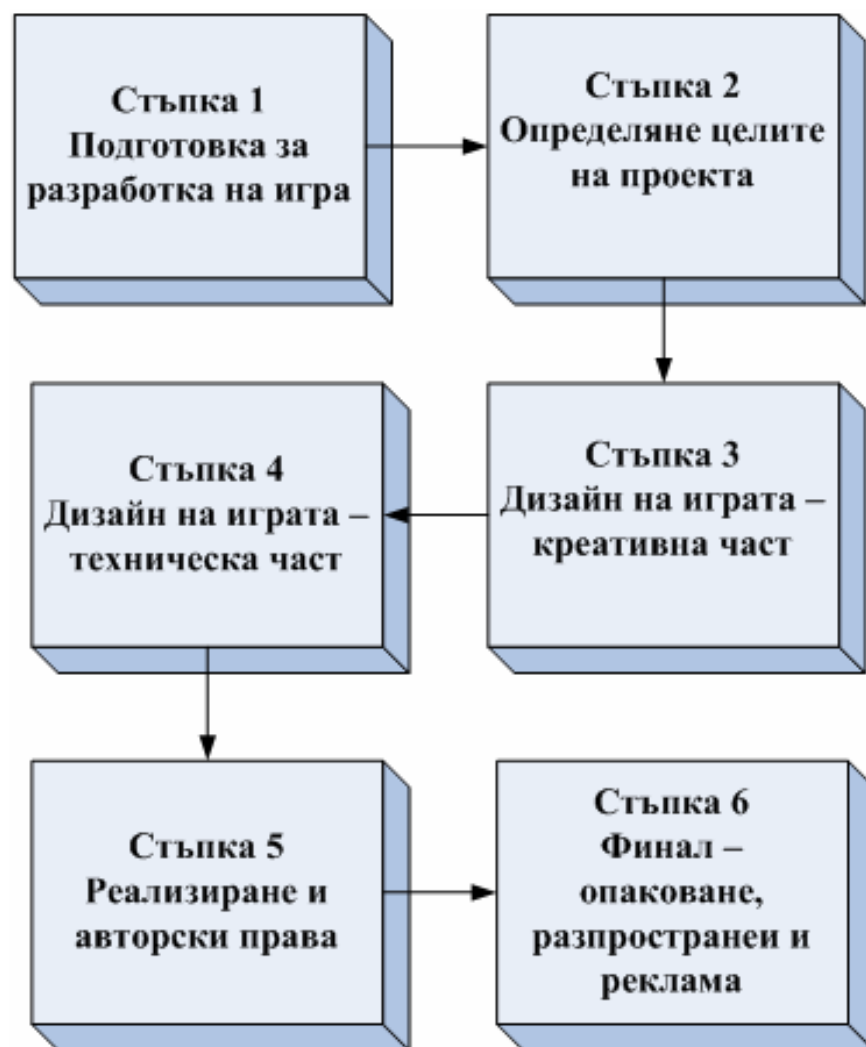 Стъпка 1
Подготовка за
разработка на игра
Стъпка 2
Определяне целите
на проекта
Стъпка 3
Дизайн на играта –
креативна част
Стъпка 4
Дизайн на играта –
техническа част
Стъпка 5
Реализиране и
авторски права
Стъпка 6
Финал –
опаковане,
разпространеи и
реклама